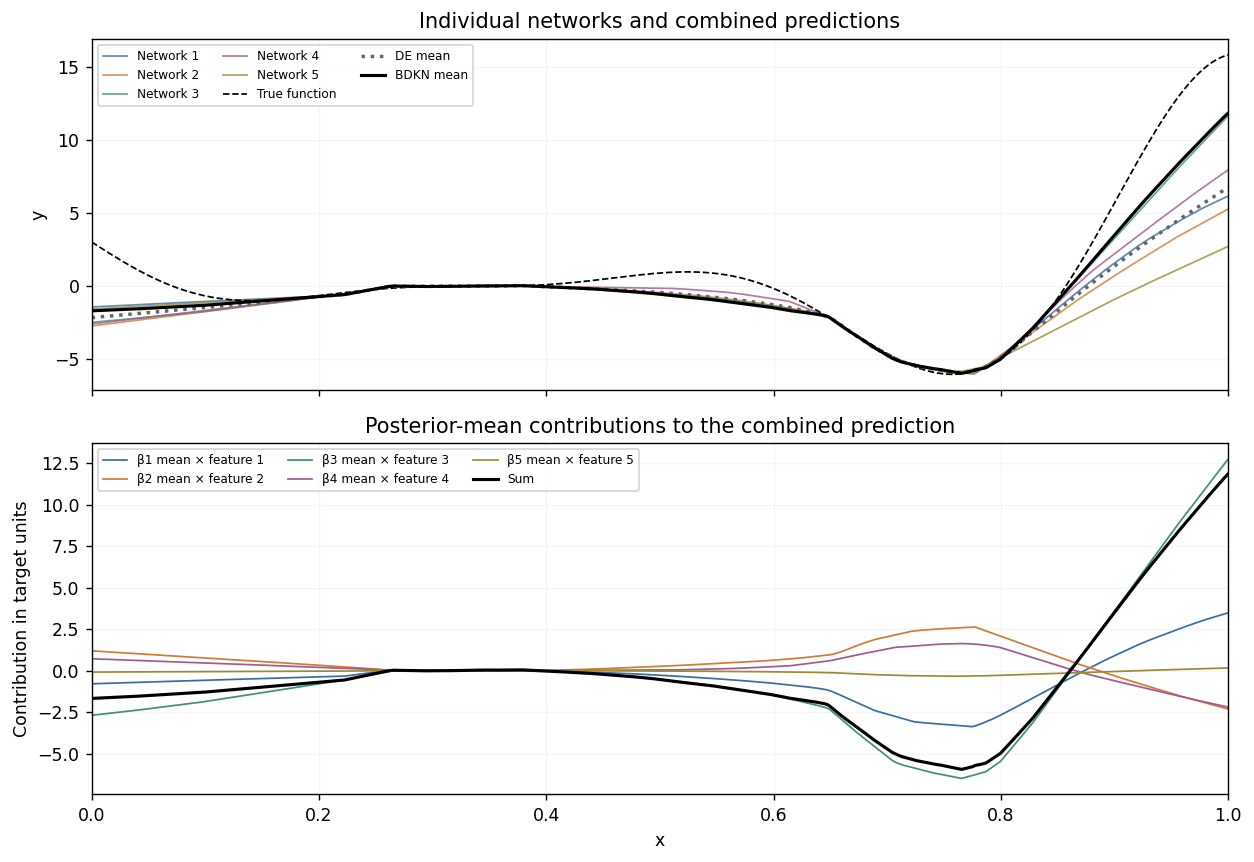 Individual networks and combined predictions
Network 1
Network 2
Network 3
Network 4
Network 5
True function
DE mean
BDKN mean
15
10
5
0
−5
y
Posterior-mean contributions to the combined prediction
β1 mean × feature 1
β2 mean × feature 2
β3 mean × feature 3
β4 mean × feature 4
β5 mean × feature 5
Sum
12.5
10.0
7.5
5.0
2.5
0.0
−2.5
−5.0
Contribution in target units
0.0
0.2
0.4
0.6
0.8
1.0
x